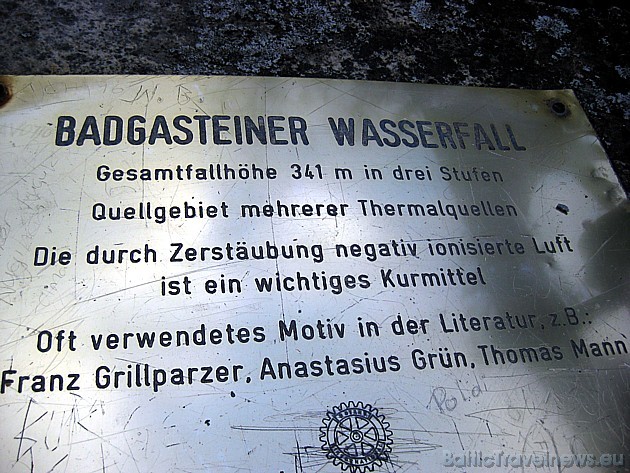 BADGASTEINER WASSERFALL
Gesamtfallhöhe 341 m in drei Stufen
Quellgebiet mehrerer Thermalquellen
Die durch Zerstäubung negativ ionisierte Luft
ist ein wichtiges Kurmittel
Oft verwendetes Motiv in der Literatur, z.B.:
Franz Grillparzer, Anastasius Grün, Thomas Mann
BalticTravelnews.eu